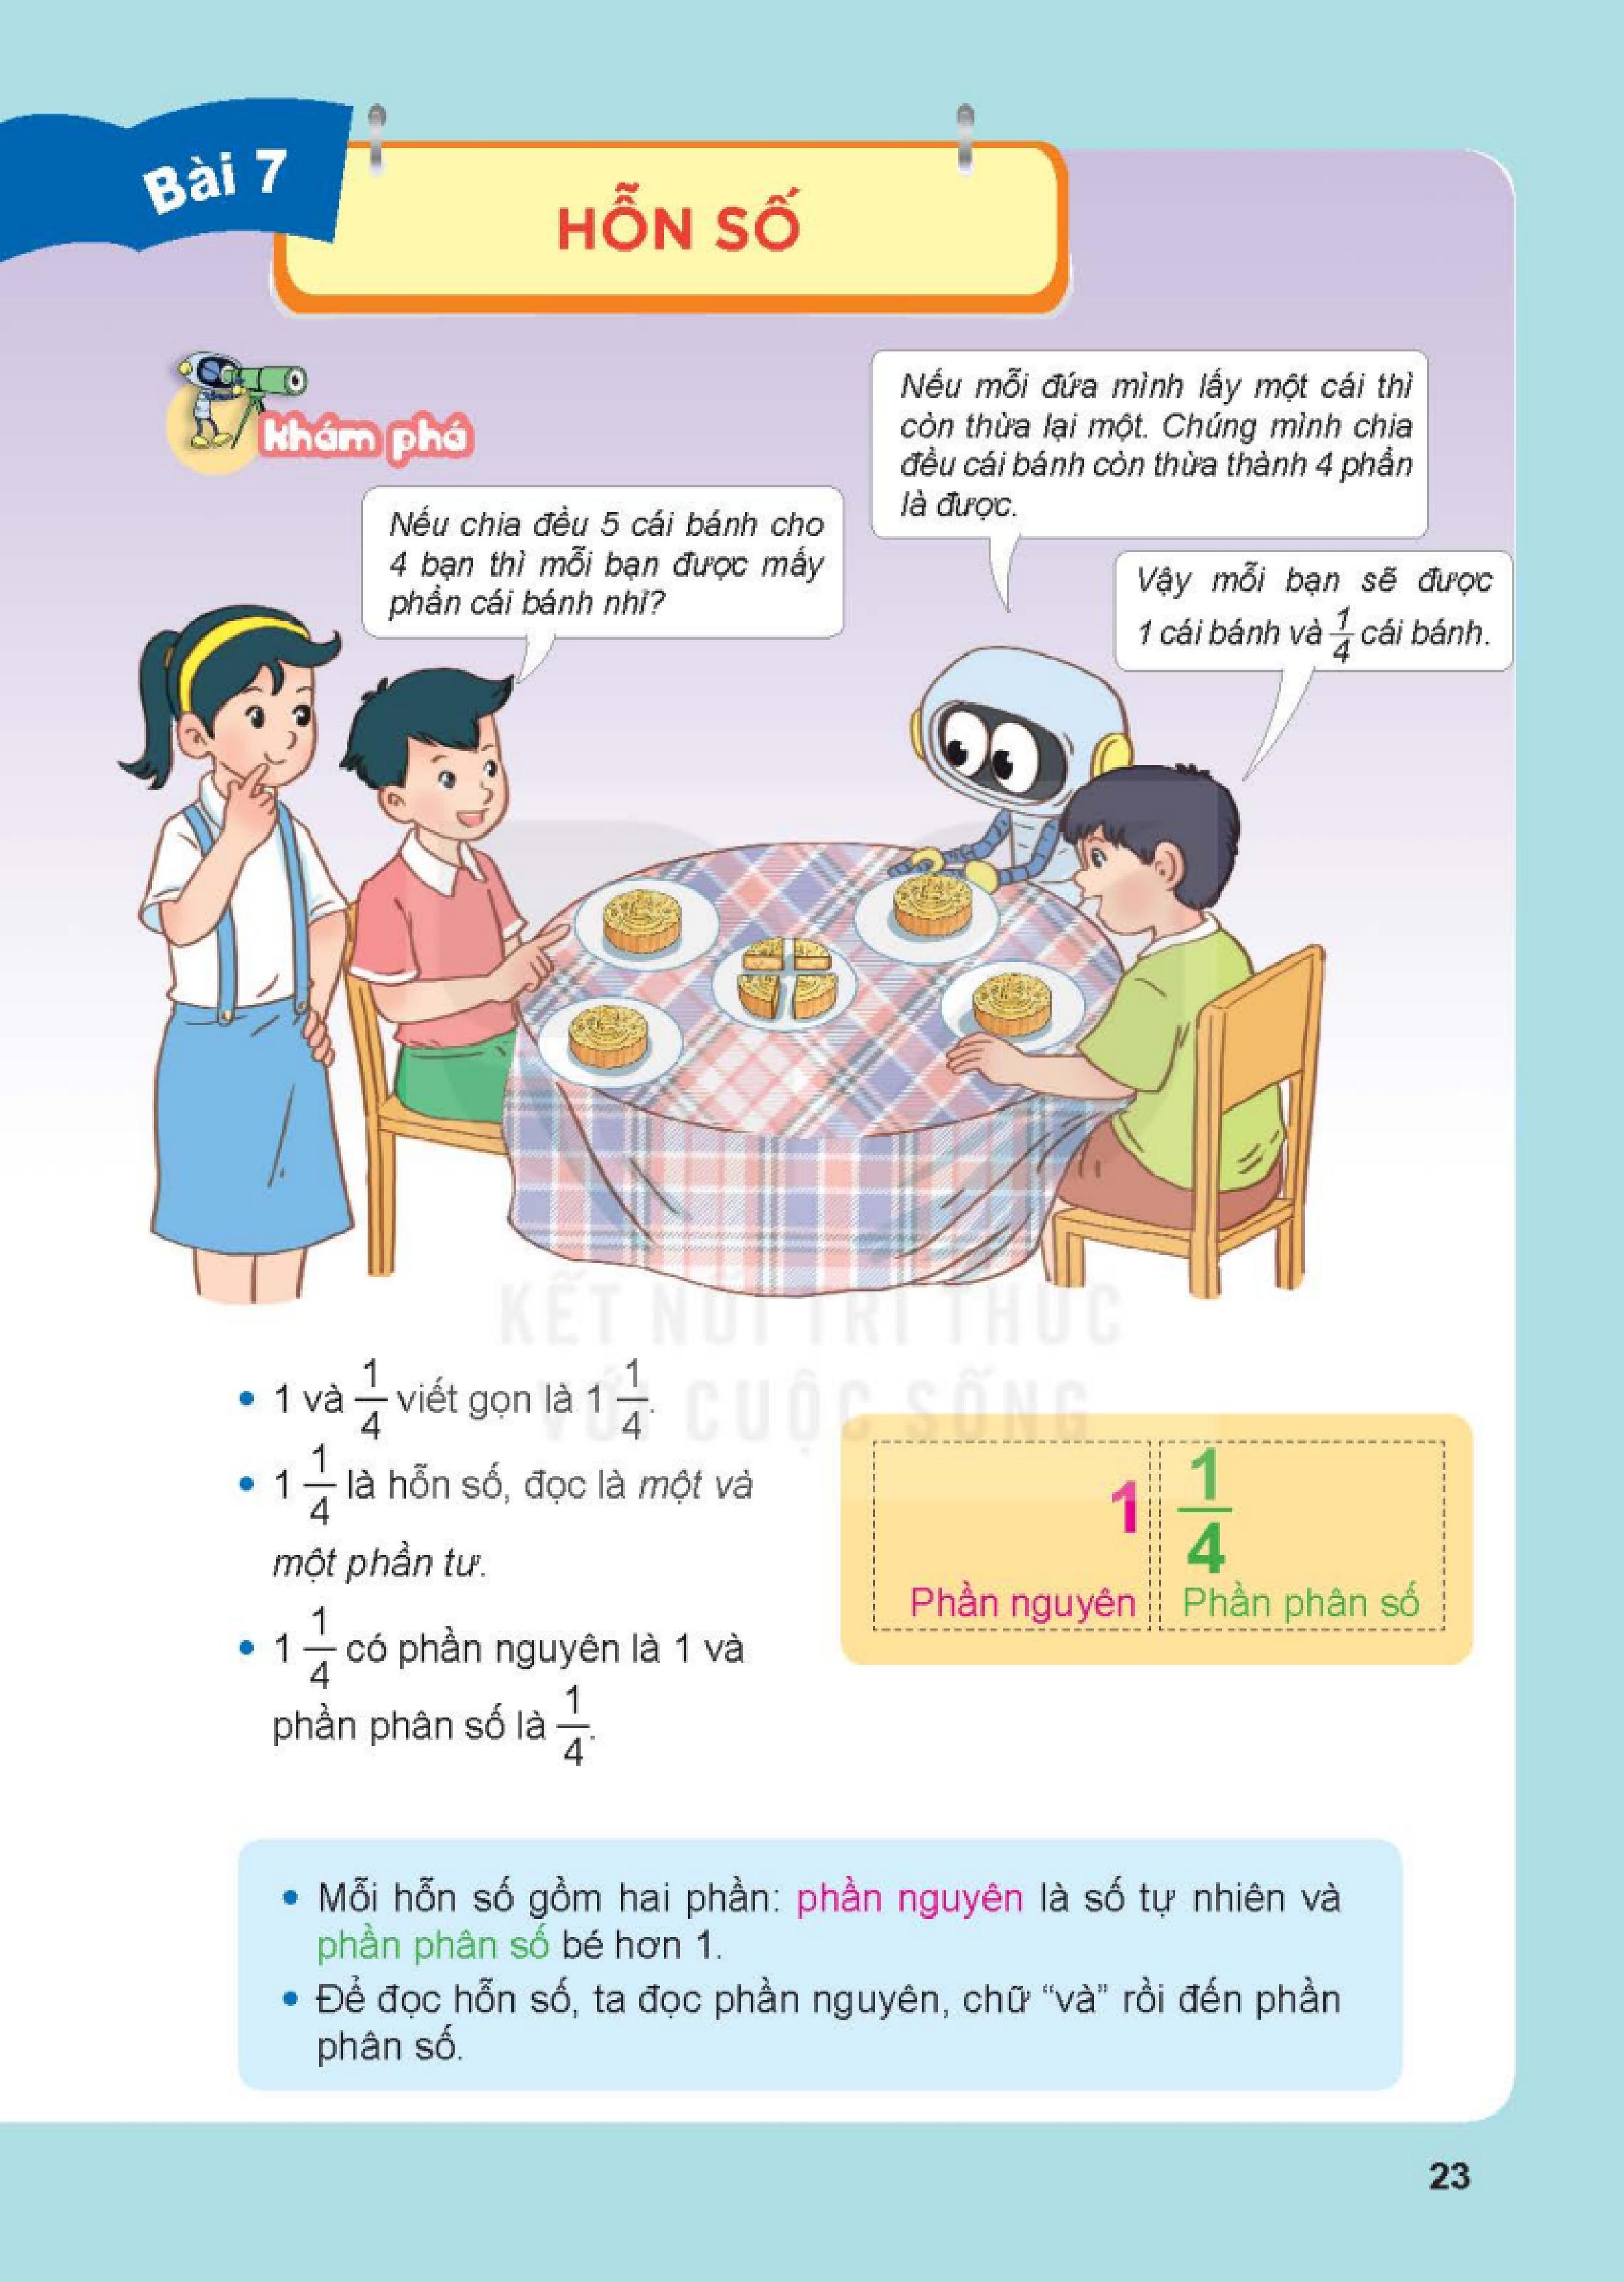 Bài 7
HỖN SỐ
Khám phá
Nếu mỗi đứa mình lấy một cái thì
còn thừa lại một. Chúng mình chia
đều cái bánh còn thừa thành 4 phần
là được.
Nếu chia đều 5 cái bánh cho
4 bạn thì mỗi bạn được mấy
phần cái bánh nhỉ?
Vậy mỗi bạn sẽ được
1 cái bánh và 1/4 cái bánh.
KẾT NỐI TRI THỨC
VỚI CUỘC SỐNG
• 1 và 1/4 viết gọn là 1 1/4.
• 1 1/4 là hỗn số, đọc là một và
một phần tư.
• 1 1/4 có phần nguyên là 1 và
phần phân số là 1/4.
1 1/4
Phần nguyên Phần phân số
• Mỗi hỗn số gồm hai phần: phần nguyên là số tự nhiên và
phần phân số bé hơn 1.
• Để đọc hỗn số, ta đọc phần nguyên, chữ “và” rồi đến phần
phân số.
23